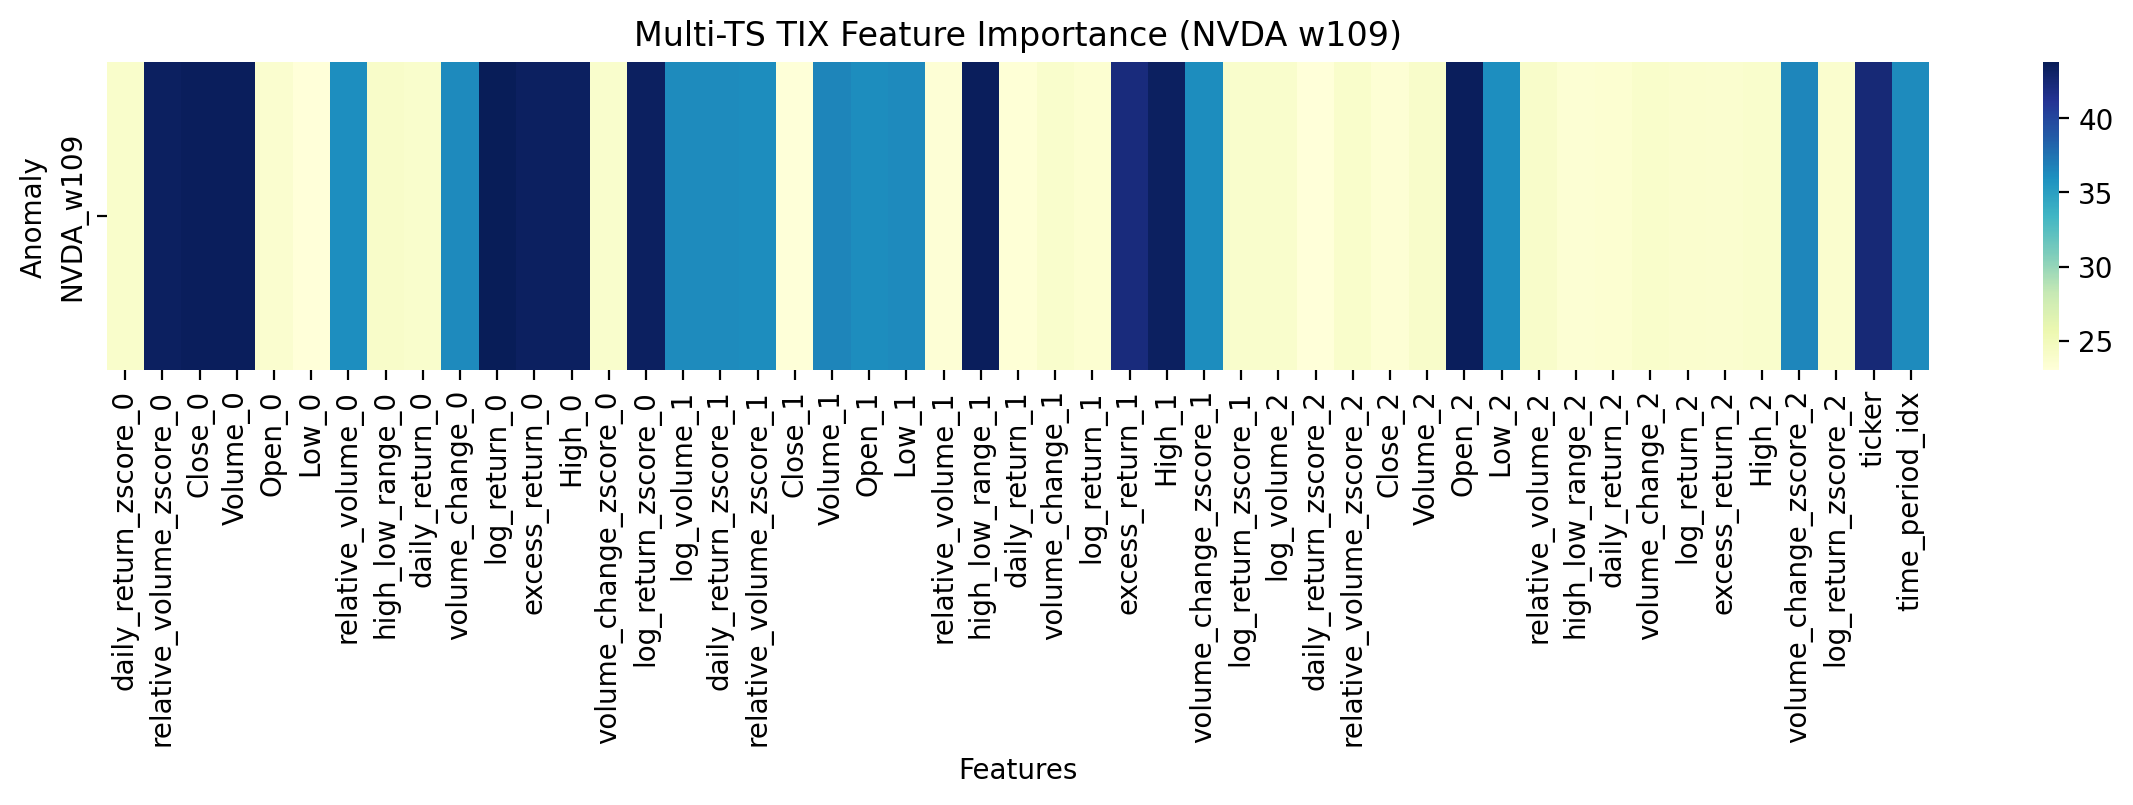 Multi-TS TIX Feature Importance (NVDA w109)
Anomaly
NVDA_w109
40
35
30
25
daily_return_zscore_0
relative_volume_zscore_0
Close_0
Volume_0
Open_0
Low_0
relative_volume_0
high_low_range_0
daily_return_0
volume_change_0
log_return_0
excess_return_0
High_0
volume_change_zscore_0
log_return_zscore_0
log_volume_1
daily_return_zscore_1
relative_volume_zscore_1
Close_1
Volume_1
Open_1
Low_1
relative_volume_1
high_low_range_1
daily_return_1
volume_change_1
log_return_1
excess_return_1
High_1
volume_change_zscore_1
log_return_zscore_1
log_volume_2
daily_return_zscore_2
relative_volume_zscore_2
Close_2
Volume_2
Open_2
Low_2
relative_volume_2
high_low_range_2
daily_return_2
volume_change_2
log_return_2
excess_return_2
High_2
volume_change_zscore_2
log_return_zscore_2
ticker
time_period_idx
Features